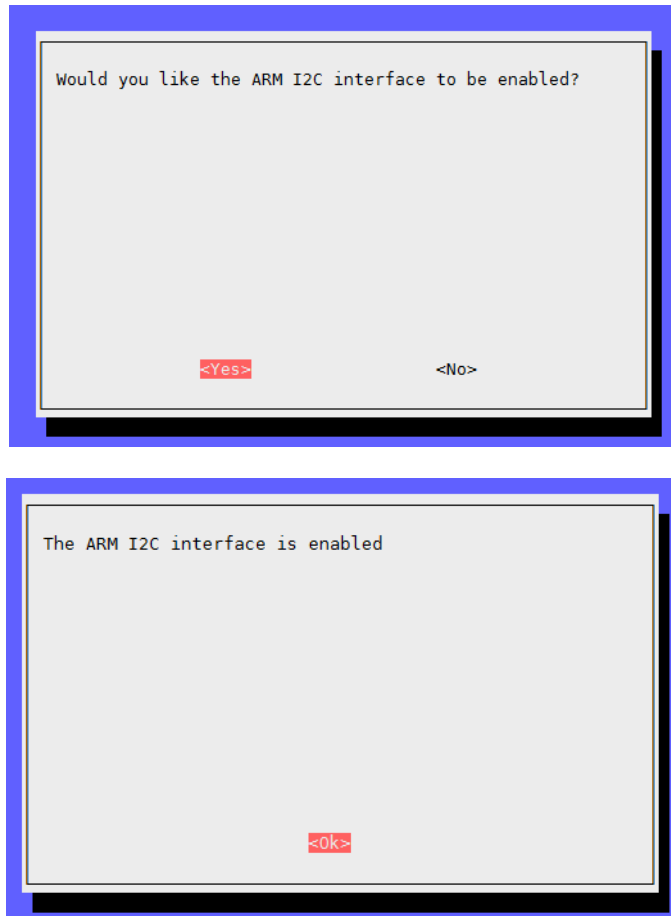 Would you like the ARM I2C interface to be enabled?
<Yes> <No>
The ARM I2C interface is enabled
<Ok>